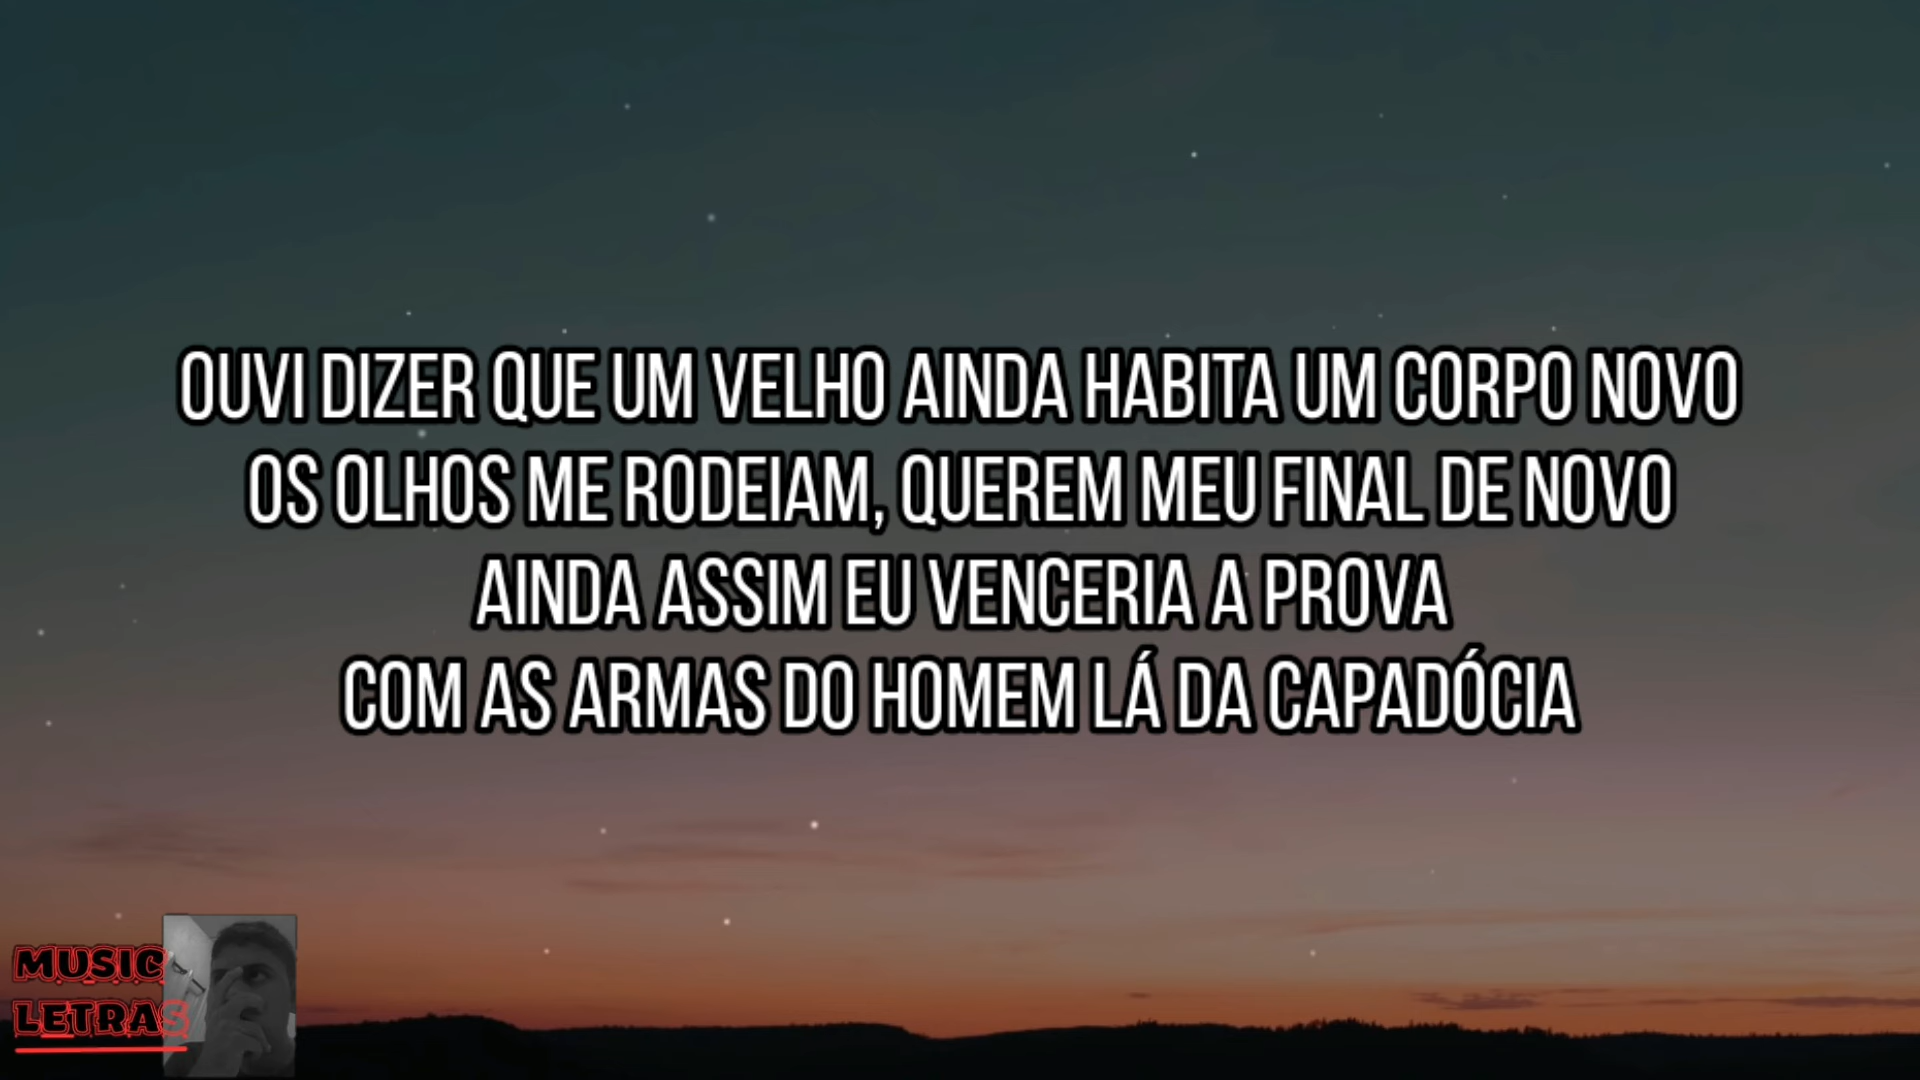 OUVI DIZER QUE UM VELHO AINDA HABITA UM CORPO NOVO
OS OLHOS ME RODEIAM, QUEREM MEU FINAL DE NOVO
AINDA ASSIM EU VENCERIA A PROVA
COM AS ARMAS DO HOMEM LÁ DA CAPADÓCIA
MUSIC
LETRAS